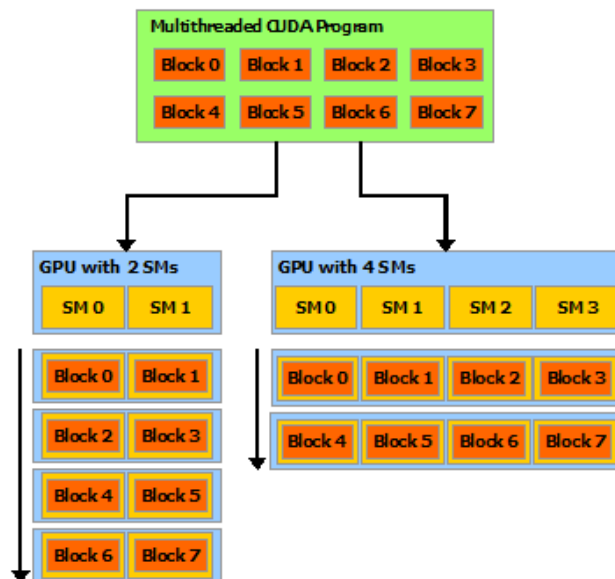 Multithreaded CUDA Program
Block 0 Block 1 Block 2 Block 3
Block 4 Block 5 Block 6 Block 7
GPU with 2 SMs
SM 0 SM 1
Block 0 Block 1
Block 2 Block 3
Block 4 Block 5
Block 6 Block 7
GPU with 4 SMs
SM 0 SM 1 SM 2 SM 3
Block 0 Block 1 Block 2 Block 3
Block 4 Block 5 Block 6 Block 7